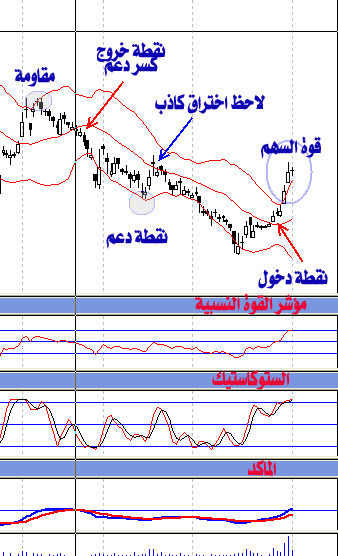 نقطة خروج
كسر دعم
مقاومة
لاحظ اختراق كاذب
قوة السهم
نقطة دعم
نقطة دخول
مؤشر القوة النسبية
الستوكاستيك
الماكد